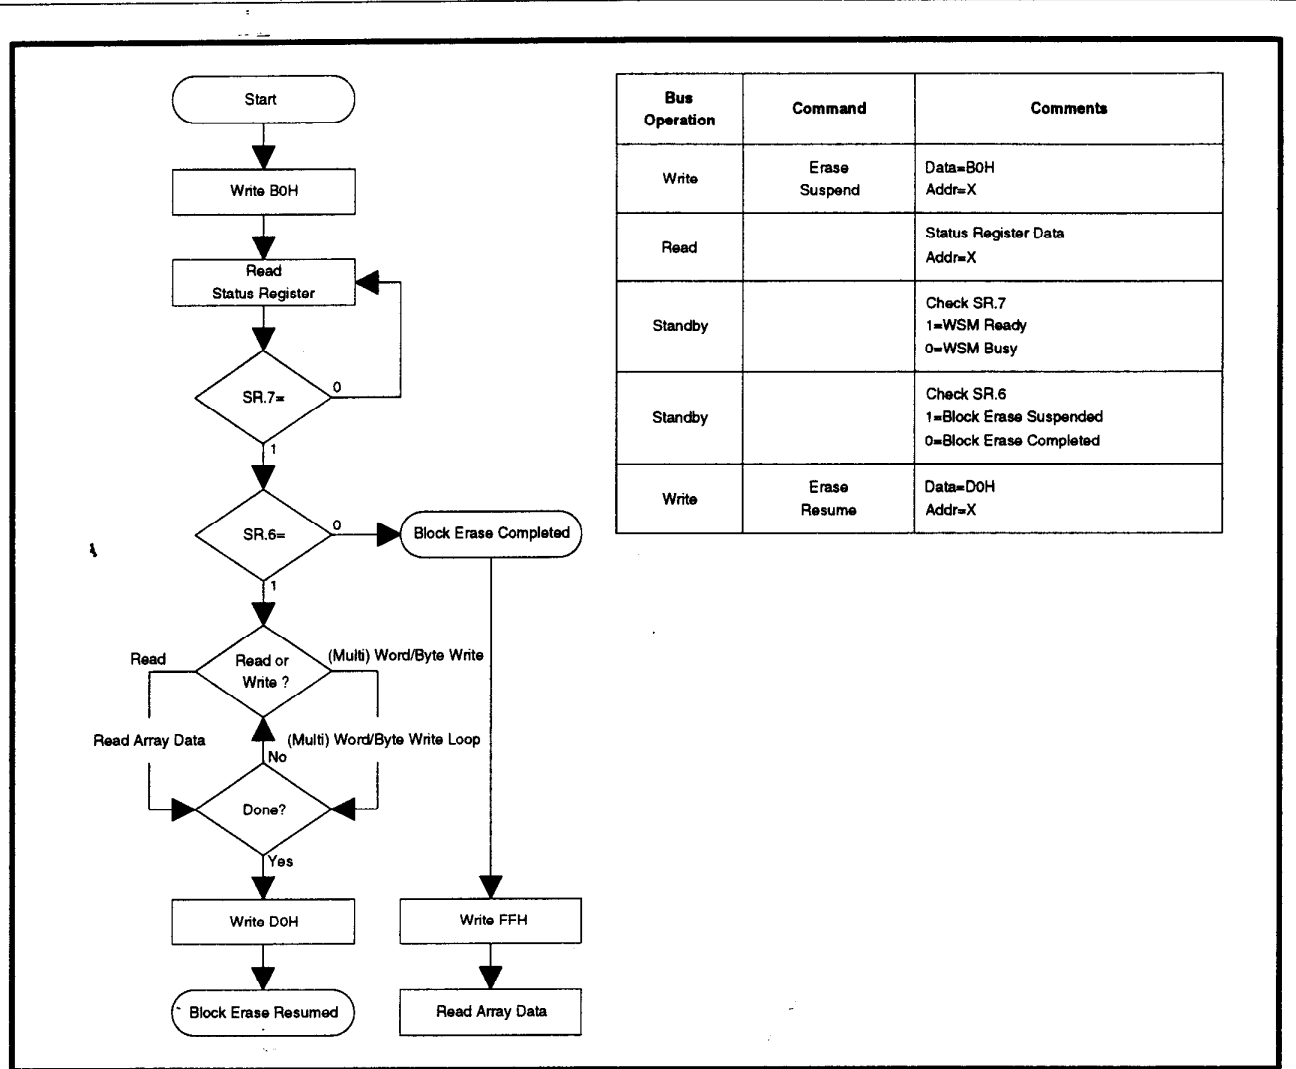 Start
Write B0H
Read
Status Register
SR.7=
0
1
SR.6=
0
Block Erase Completed
1
Read or
Write ?
Read
(Multi) Word/Byte Write
Read Array Data
(Multi) Word/Byte Write Loop
No
Done?
Yes
Write D0H
Write FFH
Block Erase Resumed
Read Array Data
Bus
Operation
Command
Comments
Write
Erase
Suspend
Data=B0H
Addr=X
Read
Status Register Data
Addr=X
Standby
Check SR.7
1=WSM Ready
0=WSM Busy
Standby
Check SR.6
1=Block Erase Suspended
0=Block Erase Completed
Write
Erase
Resume
Data=D0H
Addr=X